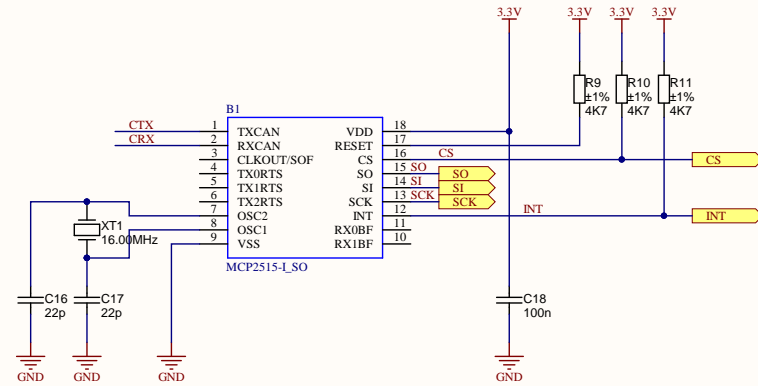 3.3V 3.3V 3.3V 3.3V
R9 R10 R11
±1% ±1% ±1%
4K7 4K7 4K7
B1
CTX 1 TXCAN VDD 18
CRX 2 RXCAN RESET 17
3 CLKOUT/SOF CS 16 CS CS
4 TX0RTS SO 15 SO SO
5 TX1RTS SI 14 SI SI
6 TX2RTS SCK 13 SCK SCK
7 OSC2 INT 12 INT INT
8 OSC1 RX0BF 11
9 VSS RX1BF 10
XT1
16.00MHz
MCP2515-I_SO
C16 C17 C18
22p 22p 100n
GND GND GND GND